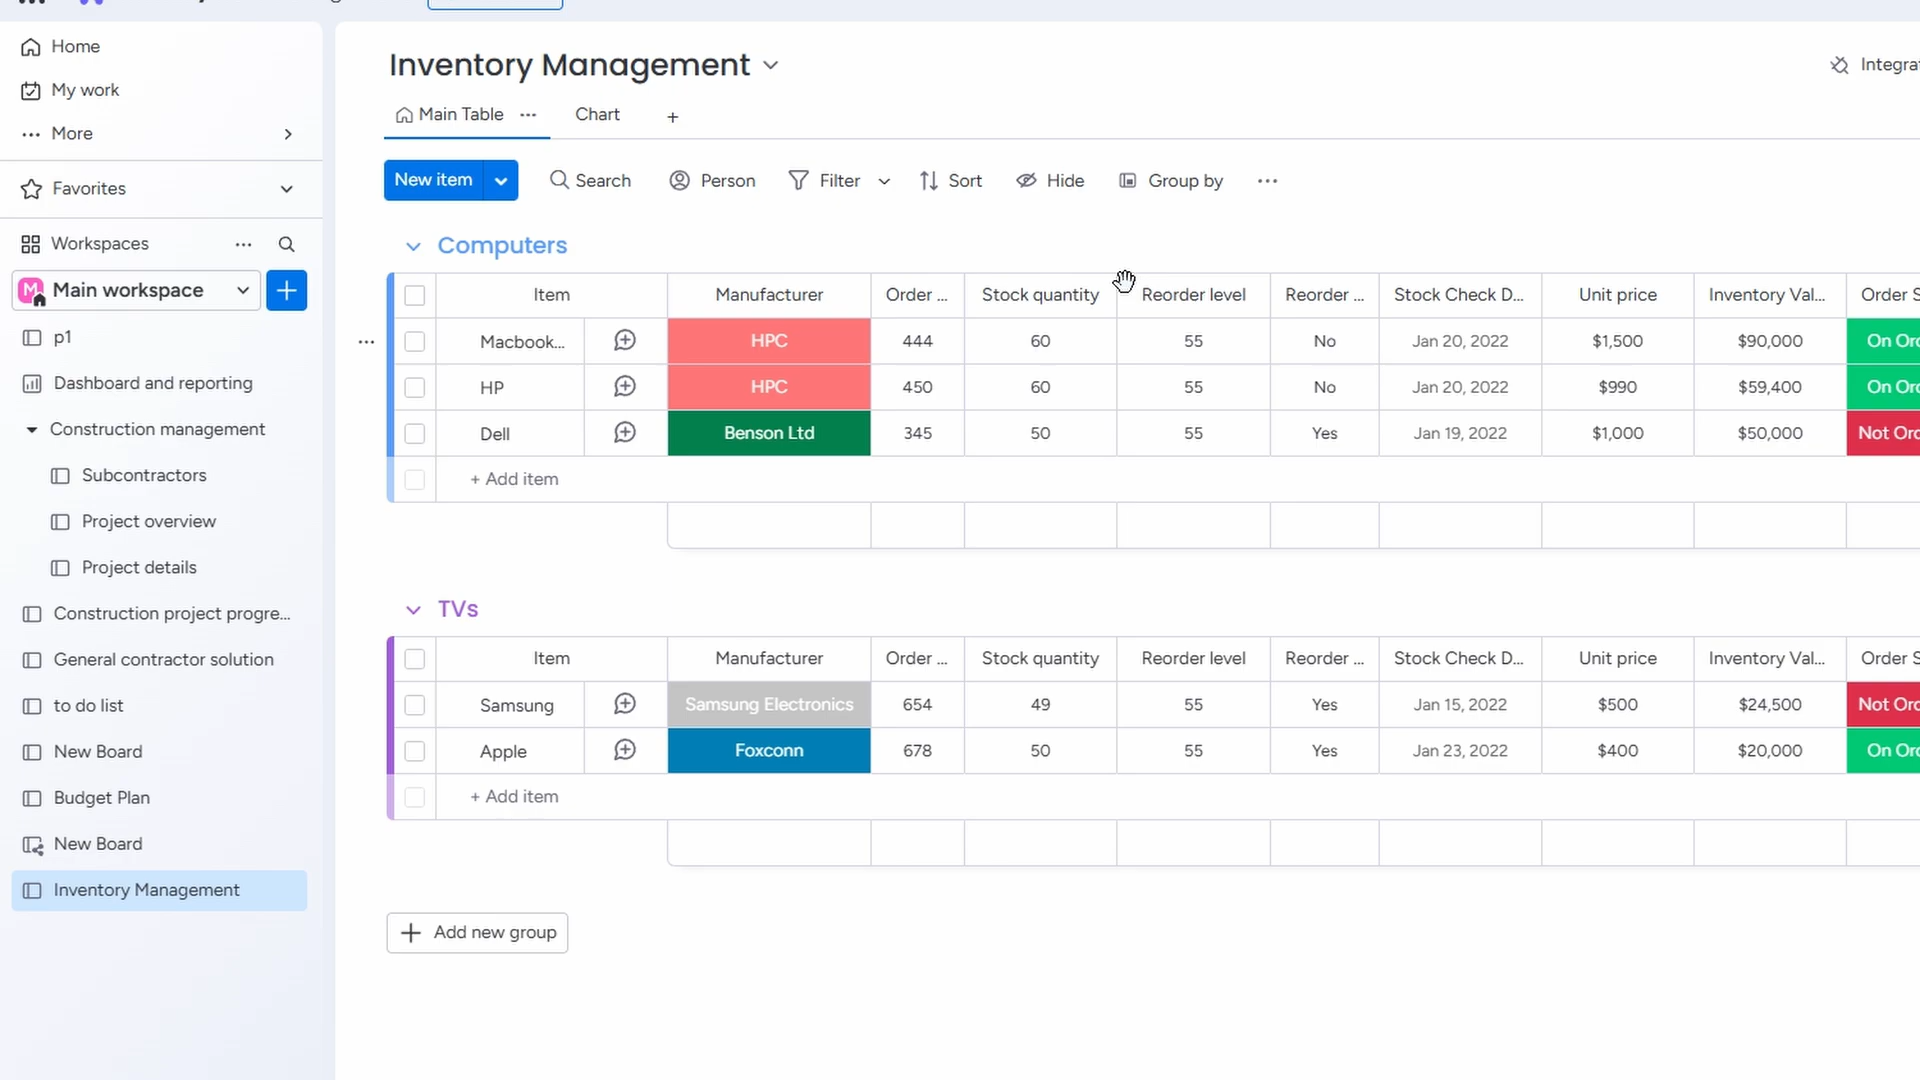 Home
My work
More
Favorites
Workspaces
M Main workspace
p1
Dashboard and reporting
Construction management
Subcontractors
Project overview
Project details
Construction project progre...
General contractor solution
to do list
New Board
Budget Plan
New Board
Inventory Management
Inventory Management
Integra
Main Table ... Chart +
New item Search Person Filter Sort Hide Group by ...
Computers
Item Manufacturer Order ... Stock quantity Reorder level Reorder ... Stock Check D... Unit price Inventory Val... Order S
Macbook... HPC 444 60 55 No Jan 20, 2022 $1,500 $90,000 On Orc
HP HPC 450 60 55 No Jan 20, 2022 $990 $59,400 On Orc
Dell Benson Ltd 345 50 55 Yes Jan 19, 2022 $1,000 $50,000 Not Orc
+ Add item
TVs
Item Manufacturer Order ... Stock quantity Reorder level Reorder ... Stock Check D... Unit price Inventory Val... Order S
Samsung Samsung Electronics 654 49 55 Yes Jan 15, 2022 $500 $24,500 Not Orc
Apple Foxconn 678 50 55 Yes Jan 23, 2022 $400 $20,000 On Orc
+ Add item
+ Add new group